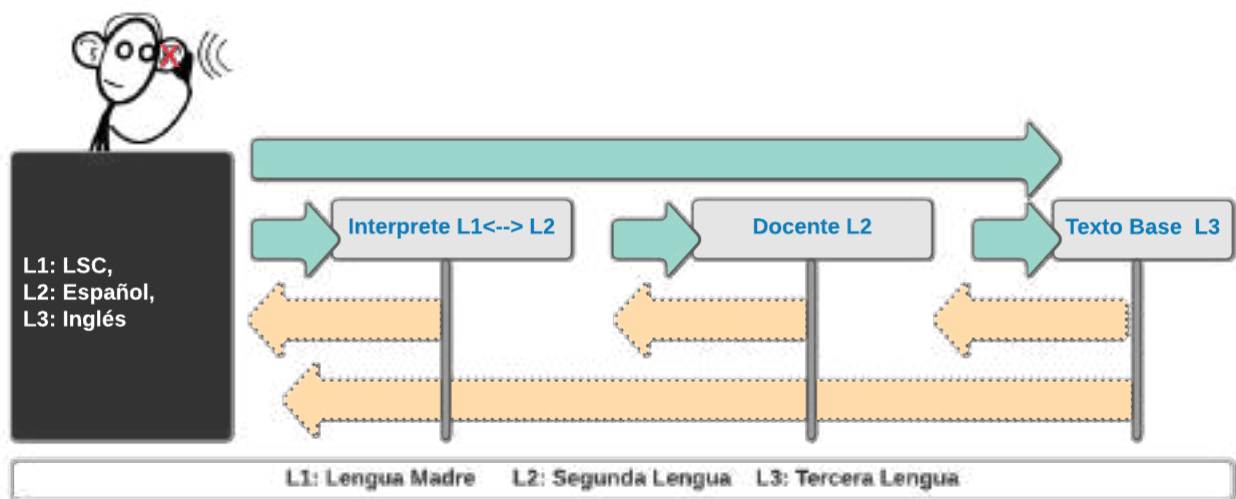 Interprete L1<--> L2
Docente L2
Texto Base L3
L1: LSC,
L2: Español,
L3: Inglés
L1: Lengua Madre L2: Segunda Lengua L3: Tercera Lengua